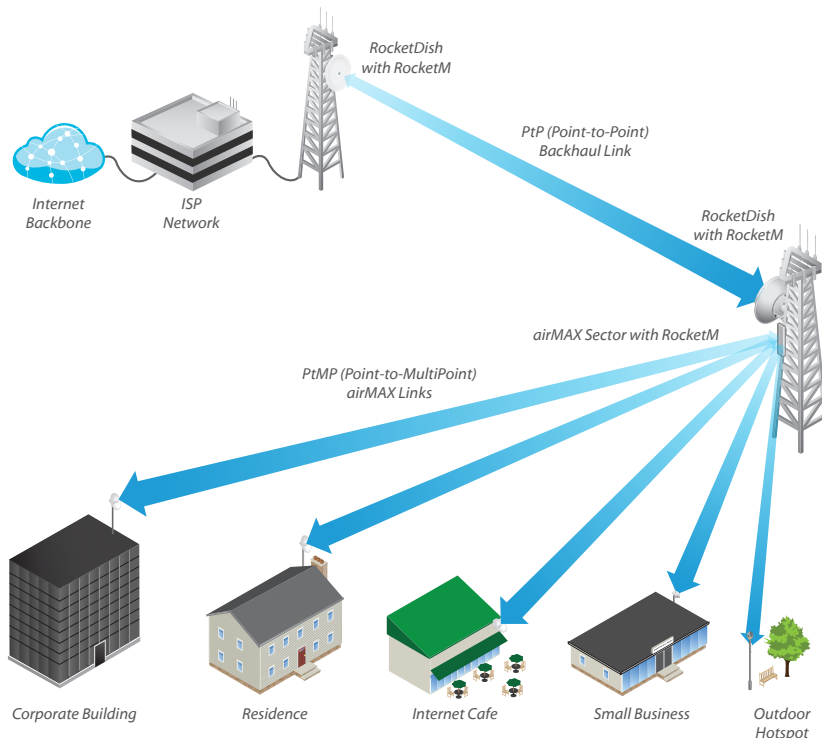 RocketDish
with RocketM
PtP (Point-to-Point)
Backhaul Link
Internet
Backbone
ISP
Network
RocketDish
with RocketM
airMAX Sector with RocketM
PtMP (Point-to-MultiPoint)
airMAX Links
Corporate Building
Residence
Internet Cafe
Small Business
Outdoor
Hotspot